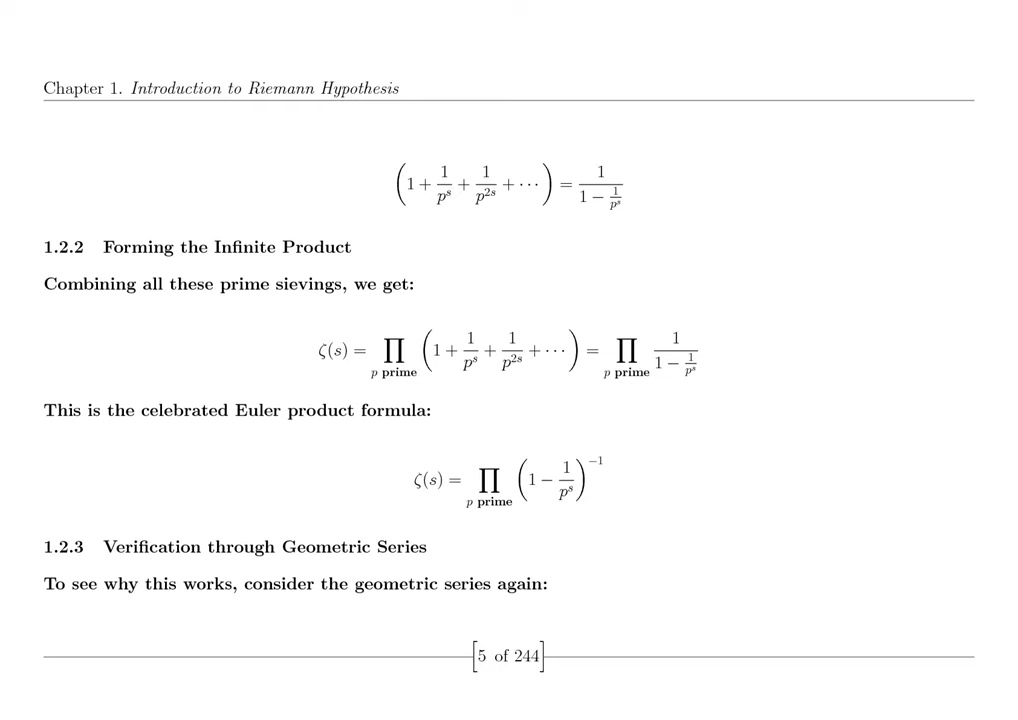 Chapter 1. Introduction to Riemann Hypothesis
(1 + 1/p^s + 1/p^{2s} + ⋯) = 1/(1 − 1/p^s)
1.2.2 Forming the Infinite Product
Combining all these prime sievings, we get:
ζ(s) = ∏_{p prime} (1 + 1/p^s + 1/p^{2s} + ⋯) = ∏_{p prime} 1/(1 − 1/p^s)
This is the celebrated Euler product formula:
ζ(s) = ∏_{p prime} (1 − 1/p^s)^{−1}
1.2.3 Verification through Geometric Series
To see why this works, consider the geometric series again:
[5 of 244]